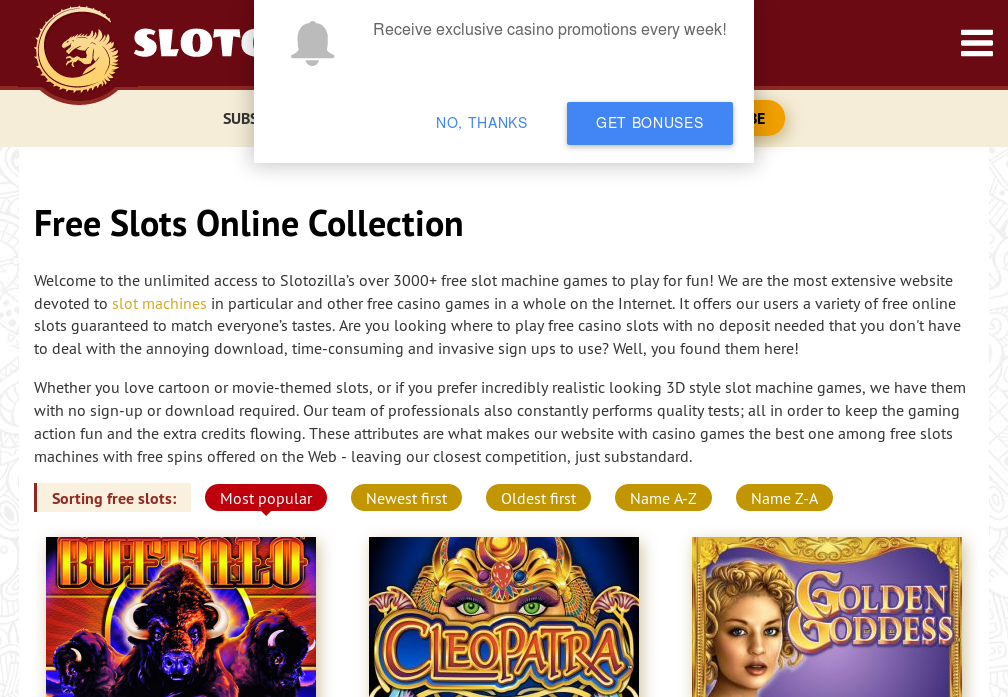 SLOTO
Receive exclusive casino promotions every week!
NO, THANKS
GET BONUSES
Free Slots Online Collection
Welcome to the unlimited access to Slotozilla's over 3000+ free slot machine games to play for fun! We are the most extensive website
devoted to slot machines in particular and other free casino games in a whole on the Internet. It offers our users a variety of free online
slots guaranteed to match everyone's tastes. Are you looking where to play free casino slots with no deposit needed that you don't have
to deal with the annoying download, time-consuming and invasive sign ups to use? Well, you found them here!
Whether you love cartoon or movie-themed slots, or if you prefer incredibly realistic looking 3D style slot machine games, we have them
with no sign-up or download required. Our team of professionals also constantly performs quality tests; all in order to keep the gaming
action fun and the extra credits flowing. These attributes are what makes our website with casino games the best one among free slots
machines with free spins offered on the Web - leaving our closest competition, just substandard.
Sorting free slots: Most popular Newest first Oldest first Name A-Z Name Z-A
BUFFALO
CLEOPATRA
GOLDEN
GODDESS